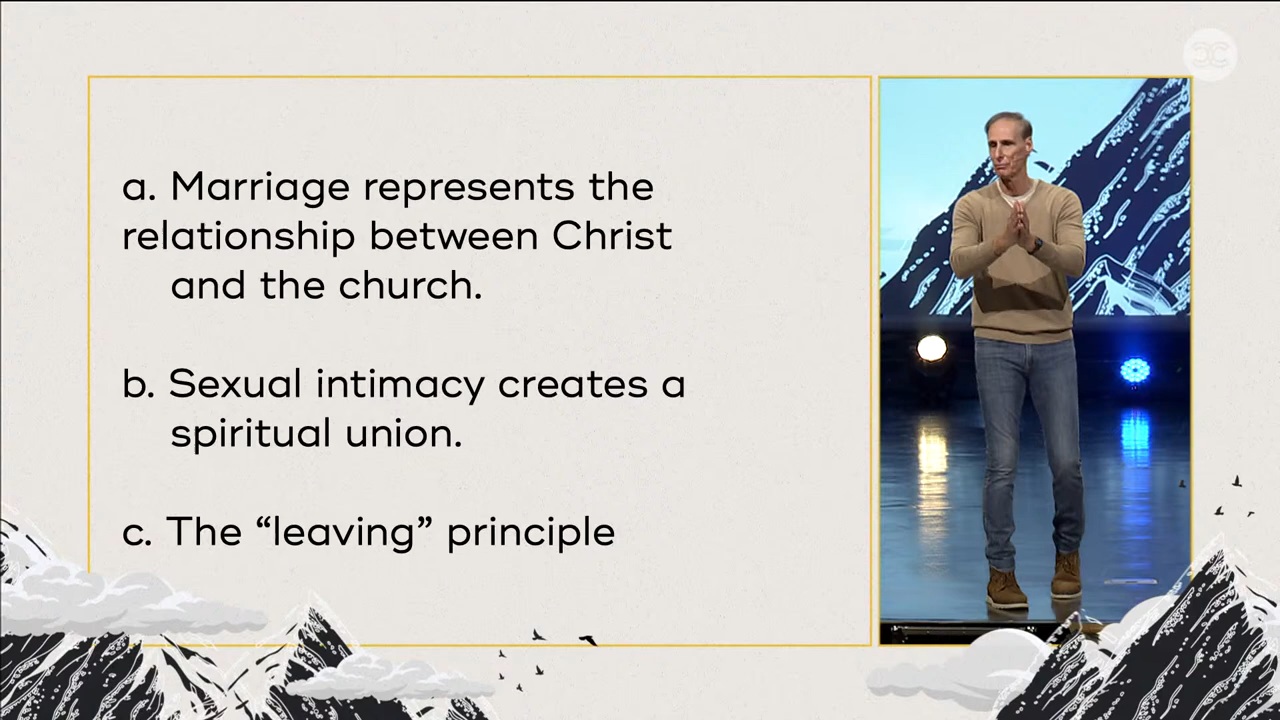 a. Marriage represents the
relationship between Christ
and the church.
b. Sexual intimacy creates a
spiritual union.
c. The “leaving” principle